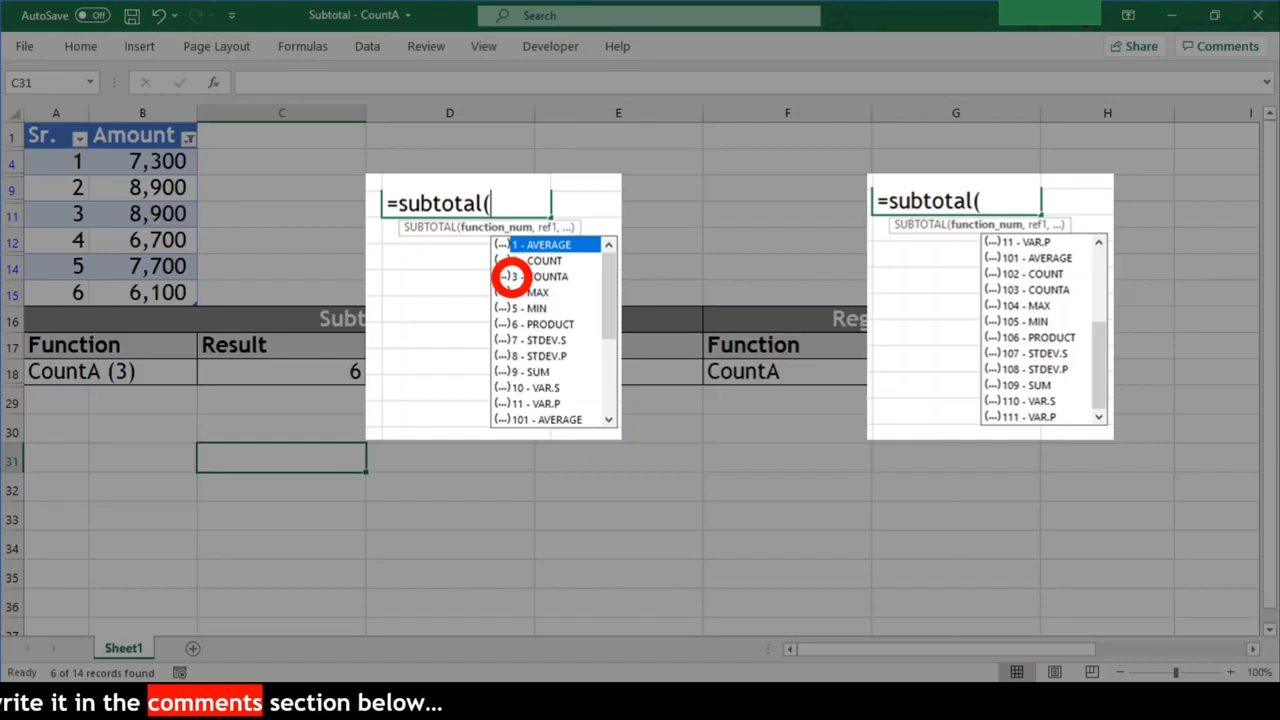 AutoSave Off Subtotal - CountA Search
File Home Insert Page Layout Formulas Data Review View Developer Help Share Comments
C31 fx
A B C D E F G H I
1 Sr. Amount
4 1 7,300
9 2 8,900
11 3 8,900
12 4 6,700
14 5 7,700
15 6 6,100
16
17 Function Result Function
18 CountA (3) 6 CountA
29
30
31
32
33
34
35
36
37
=subtotal(
SUBTOTAL(function_num, ref1, ...)
(...) 1 - AVERAGE
COUNT
(...) 3 - COUNTA
MAX
(...) 5 - MIN
(...) 6 - PRODUCT
(...) 7 - STDEV.S
(...) 8 - STDEV.P
(...) 9 - SUM
(...) 10 - VAR.S
(...) 11 - VAR.P
(...) 101 - AVERAGE
=subtotal(
SUBTOTAL(function_num, ref1, ...)
(...) 11 - VAR.P
(...) 101 - AVERAGE
(...) 102 - COUNT
(...) 103 - COUNTA
(...) 104 - MAX
(...) 105 - MIN
(...) 106 - PRODUCT
(...) 107 - STDEV.S
(...) 108 - STDEV.P
(...) 109 - SUM
(...) 110 - VAR.S
(...) 111 - VAR.P
Sheet1
Ready 6 of 14 records found 100%
write it in the comments section below...